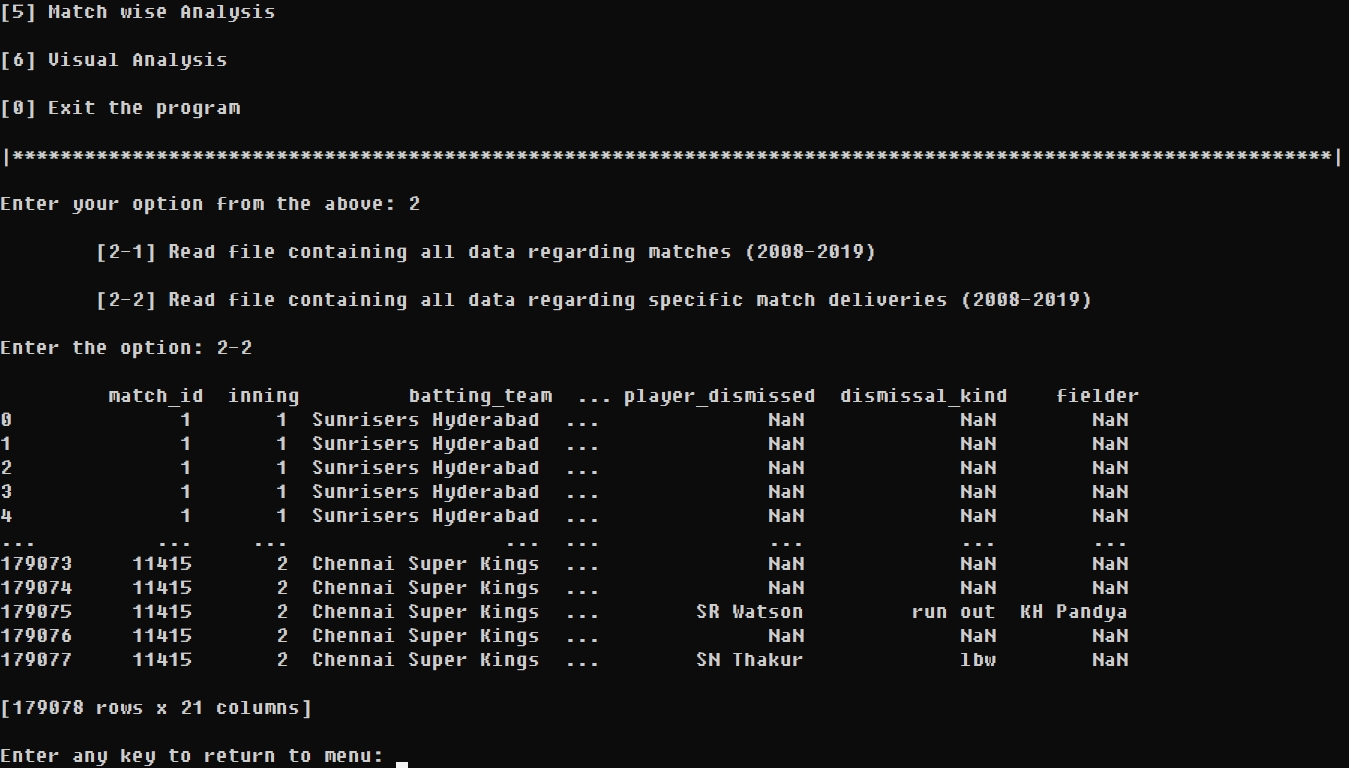 [5] Match wise Analysis
[6] Visual Analysis
[0] Exit the program
|**************************************************************************************************************|
Enter your option from the above: 2
[2-1] Read file containing all data regarding matches (2008-2019)
[2-2] Read file containing all data regarding specific match deliveries (2008-2019)
Enter the option: 2-2
match_id inning batting_team ... player_dismissed dismissal_kind fielder
0 1 1 Sunrisers Hyderabad ... NaN NaN NaN
1 1 1 Sunrisers Hyderabad ... NaN NaN NaN
2 1 1 Sunrisers Hyderabad ... NaN NaN NaN
3 1 1 Sunrisers Hyderabad ... NaN NaN NaN
4 1 1 Sunrisers Hyderabad ... NaN NaN NaN
... ... ... ... ... ... ... ...
179073 11415 2 Chennai Super Kings ... NaN NaN NaN
179074 11415 2 Chennai Super Kings ... NaN NaN NaN
179075 11415 2 Chennai Super Kings ... SR Watson run out KH Pandya
179076 11415 2 Chennai Super Kings ... NaN NaN NaN
179077 11415 2 Chennai Super Kings ... SN Thakur lbw NaN
[179078 rows x 21 columns]
Enter any key to return to menu: